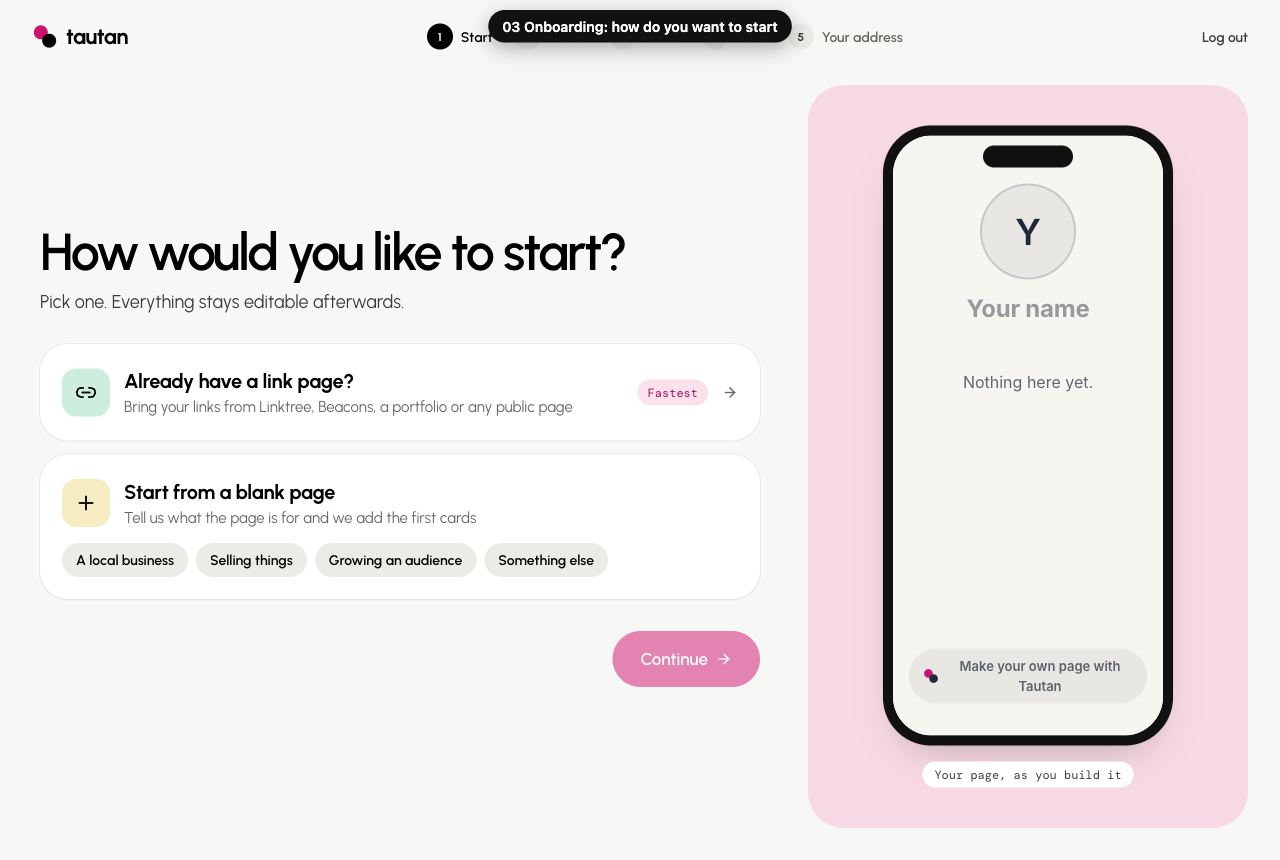 tautan
1 Start
03 Onboarding: how do you want to start
5 Your address
Log out
How would you like to start?
Pick one. Everything stays editable afterwards.
Already have a link page?
Bring your links from Linktree, Beacons, a portfolio or any public page
Fastest
Start from a blank page
Tell us what the page is for and we add the first cards
A local business
Selling things
Growing an audience
Something else
Continue
Y
Your name
Nothing here yet.
Make your own page with
Tautan
Your page, as you build it